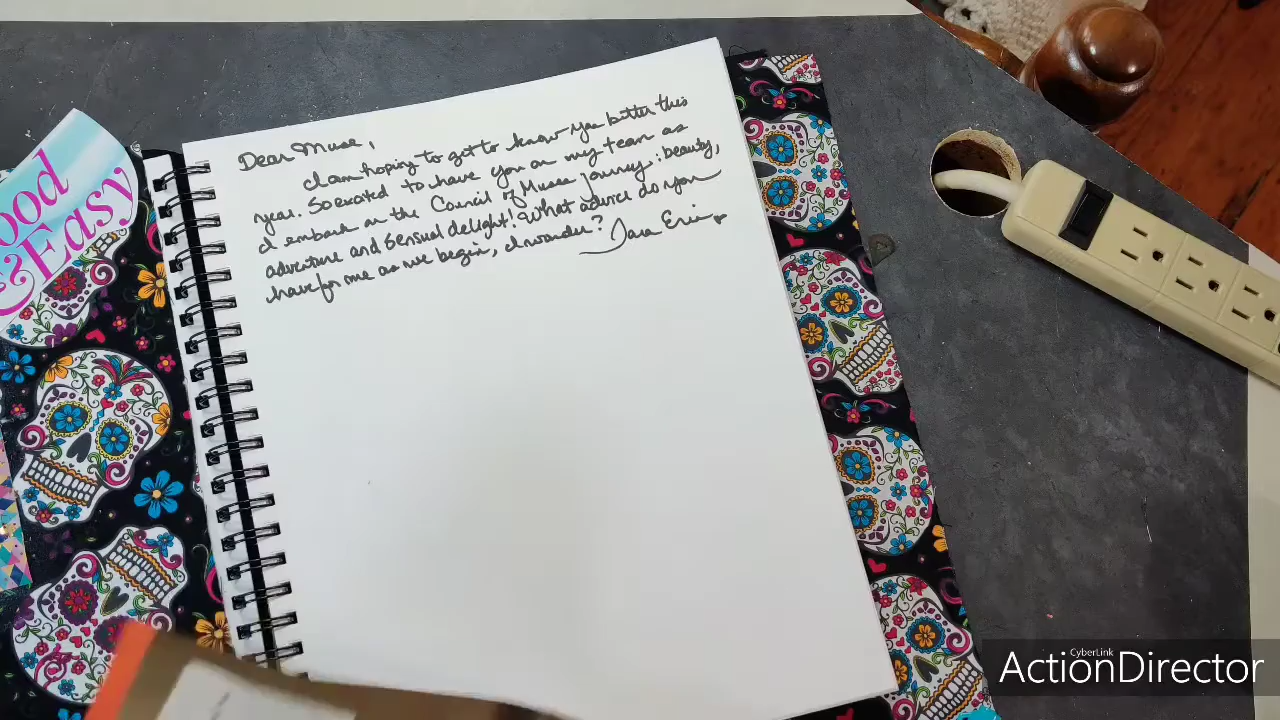 ood
& Easy
Dear Muse,
I am hoping to get to know you better this
year. So excited to have you on my team as
I embark on the Council of Muses journey: beauty,
adventure and sensual delight! What advice do you
have for me as we begin, I wonder?
Dara Erin
CyberLink
ActionDirector